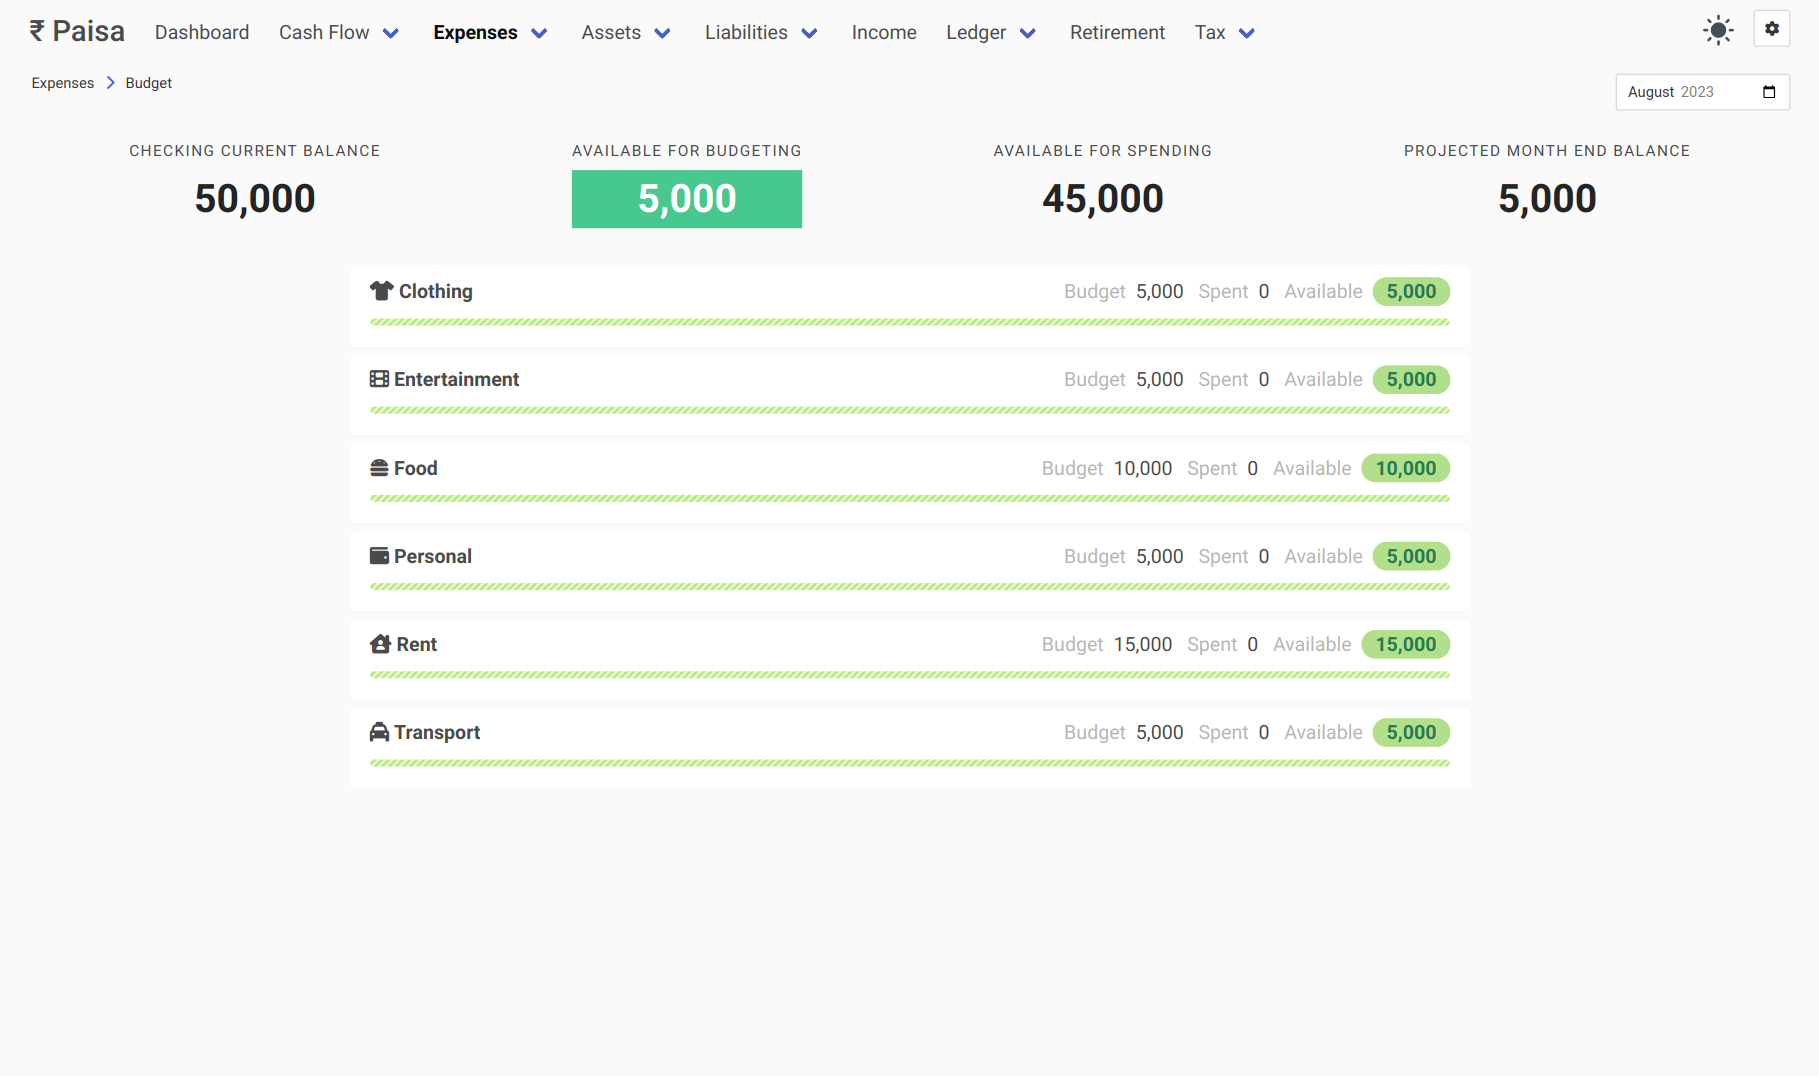 ₹ Paisa Dashboard Cash Flow Expenses Assets Liabilities Income Ledger Retirement Tax
Expenses Budget
August 2023
CHECKING CURRENT BALANCE AVAILABLE FOR BUDGETING AVAILABLE FOR SPENDING PROJECTED MONTH END BALANCE
50,000 5,000 45,000 5,000
Clothing Budget 5,000 Spent 0 Available 5,000
Entertainment Budget 5,000 Spent 0 Available 5,000
Food Budget 10,000 Spent 0 Available 10,000
Personal Budget 5,000 Spent 0 Available 5,000
Rent Budget 15,000 Spent 0 Available 15,000
Transport Budget 5,000 Spent 0 Available 5,000